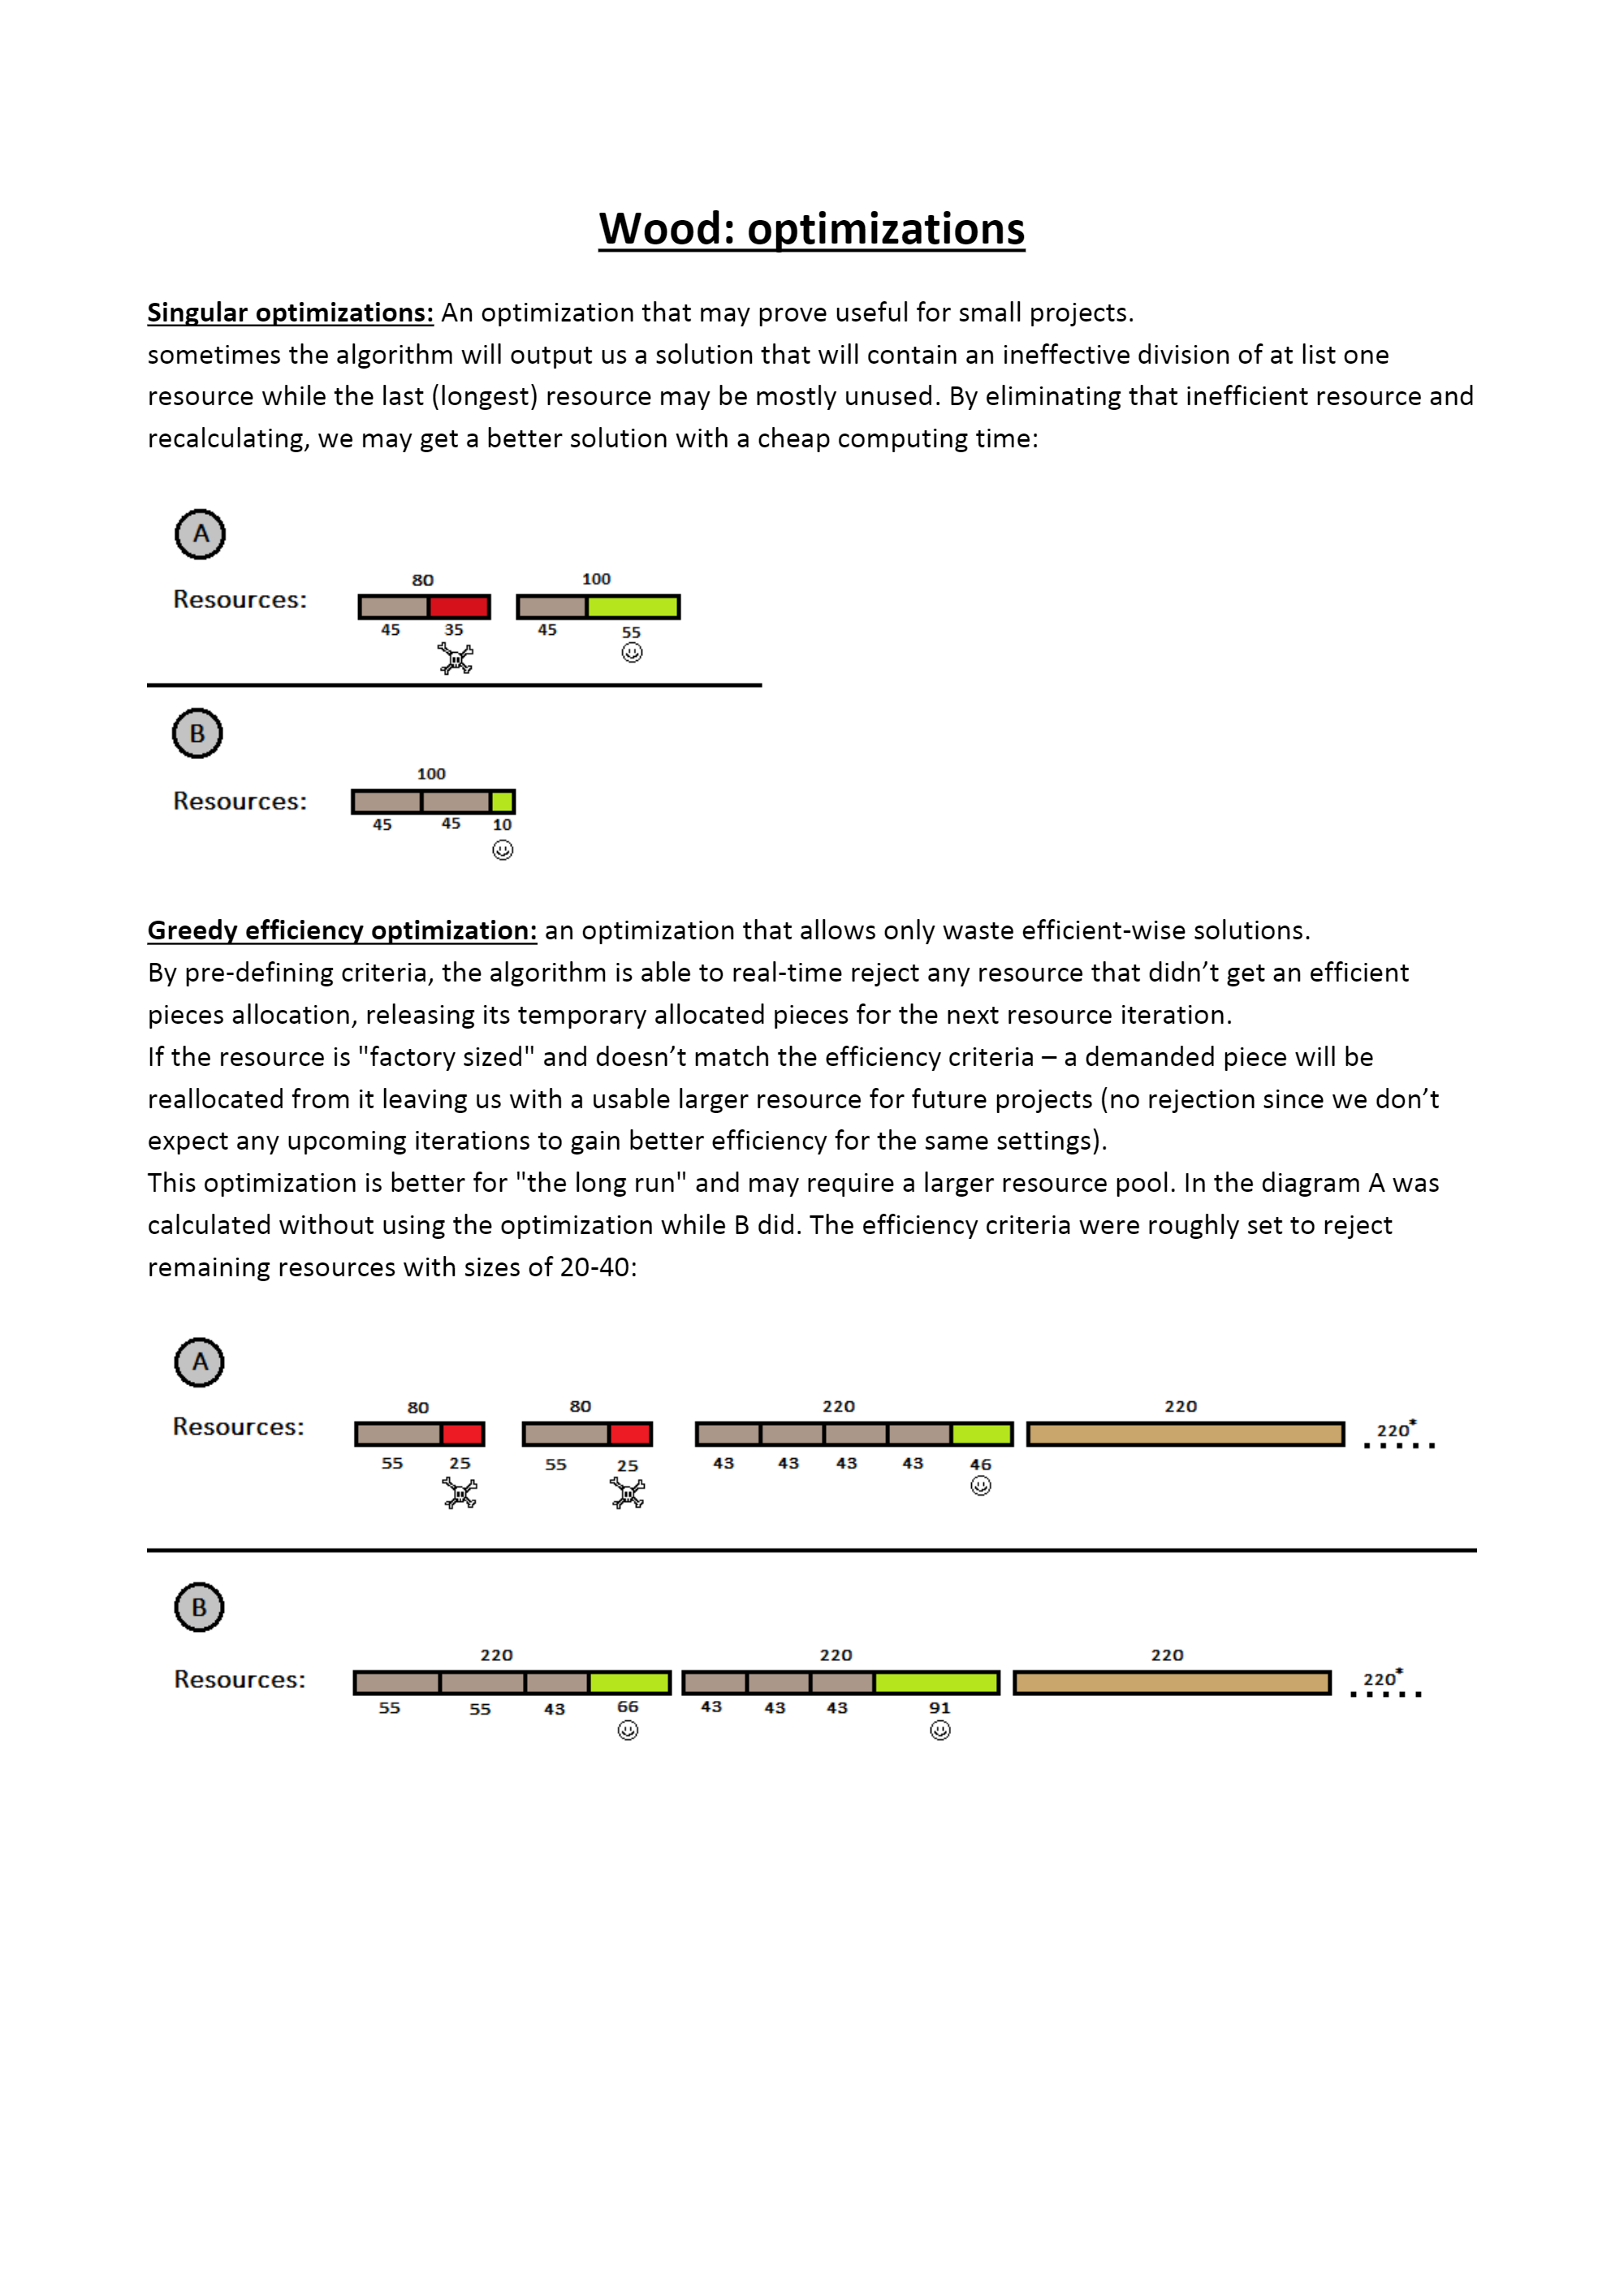 Wood: optimizations
Singular optimizations: An optimization that may prove useful for small projects.
sometimes the algorithm will output us a solution that will contain an ineffective division of at list one
resource while the last (longest) resource may be mostly unused. By eliminating that inefficient resource and
recalculating, we may get a better solution with a cheap computing time:
A
80 100
Resources:
45 35 45 55
B
100
Resources:
45 45 10
Greedy efficiency optimization: an optimization that allows only waste efficient-wise solutions.
By pre-defining criteria, the algorithm is able to real-time reject any resource that didn’t get an efficient
pieces allocation, releasing its temporary allocated pieces for the next resource iteration.
If the resource is "factory sized" and doesn’t match the efficiency criteria – a demanded piece will be
reallocated from it leaving us with a usable larger resource for future projects (no rejection since we don’t
expect any upcoming iterations to gain better efficiency for the same settings).
This optimization is better for "the long run" and may require a larger resource pool. In the diagram A was
calculated without using the optimization while B did. The efficiency criteria were roughly set to reject
remaining resources with sizes of 20-40:
A
80 80 220 220
Resources: 220*
55 25 55 25 43 43 43 43 46
B
220 220 220
Resources: 220*
55 55 43 66 43 43 43 91